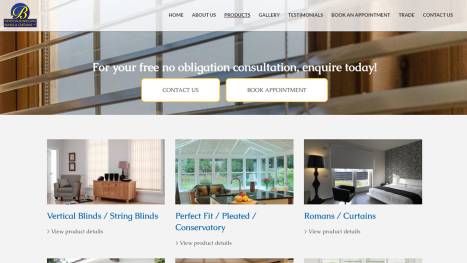 B
HOME ABOUT US PRODUCTS GALLERY TESTIMONIALS BOOK AN APPOINTMENT TRADE CONTACT US
For your free no obligation consultation, enquire today!
CONTACT US BOOK APPOINTMENT
Vertical Blinds / String Blinds
> View product details
Perfect Fit / Pleated /
Conservatory
> View product details
Romans / Curtains
> View product details